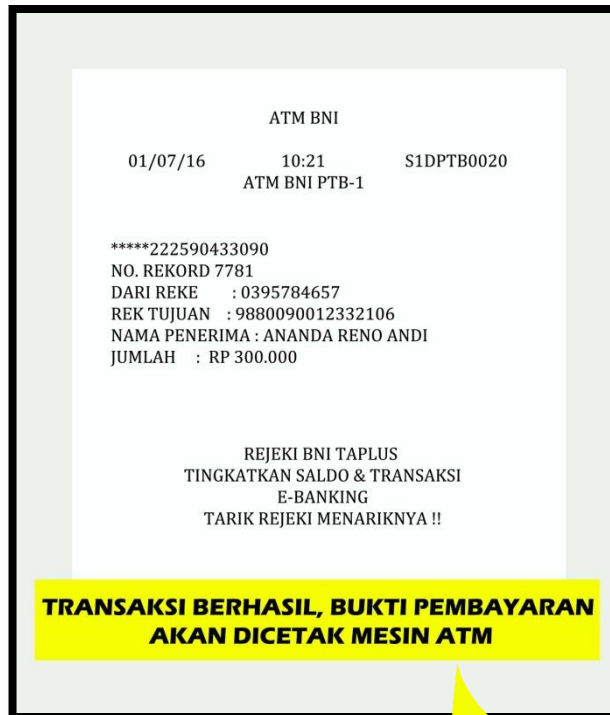 ATM BNI
01/07/16 10:21 S1DPTB0020
ATM BNI PTB-1
*****222590433090
NO. REKORD 7781
DARI REKE : 0395784657
REK TUJUAN : 9880090012332106
NAMA PENERIMA : ANANDA RENO ANDI
JUMLAH : RP 300.000
REJEKI BNI TAPLUS
TINGKATKAN SALDO & TRANSAKSI
E-BANKING
TARIK REJEKI MENARIKNYA !!
TRANSAKSI BERHASIL, BUKTI PEMBAYARAN
AKAN DICETAK MESIN ATM